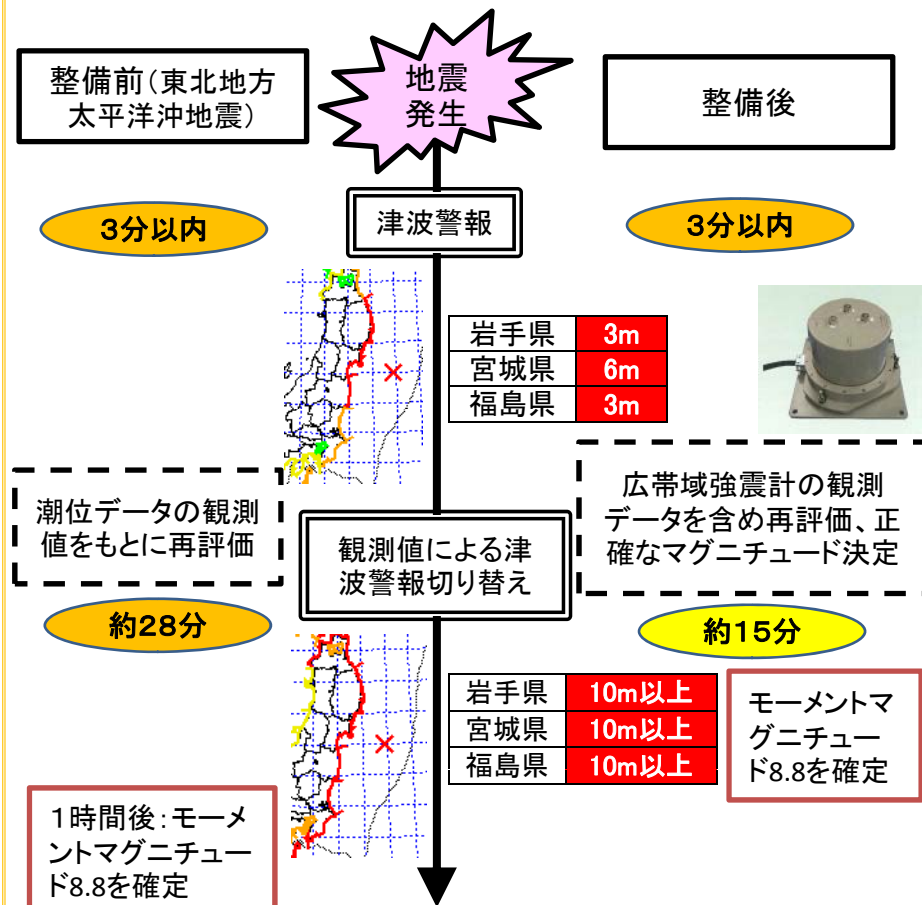 整備前(東北地方
太平洋沖地震)
地震
発生
整備後
3分以内
津波警報
3分以内
岩手県 3m
宮城県 6m
福島県 3m
潮位データの観測
値をもとに再評価
観測値による津
波警報切り替え
広帯域強震計の観測
データを含め再評価、正
確なマグニチュード決定
約28分
約15分
岩手県 10m以上
宮城県 10m以上
福島県 10m以上
モーメントマ
グニチュー
ド8.8を確定
1時間後:モーメ
ントマグニチュー
ド8.8を確定